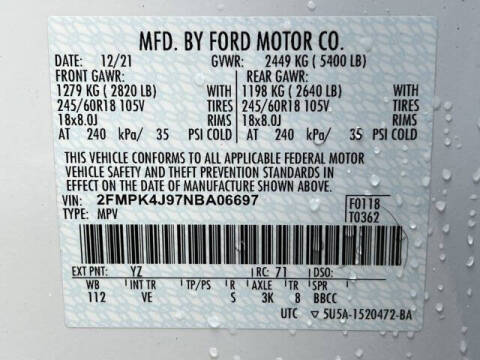 MFD. BY FORD MOTOR CO.
DATE: 12/21 GVWR: 2449 KG ( 5400 LB)
FRONT GAWR: REAR GAWR:
1279 KG ( 2820 LB) WITH 1198 KG ( 2640 LB) WITH
245/60R18 105V TIRES 245/60R18 105V TIRES
18x8.0J RIMS 18x8.0J RIMS
AT 240 kPa/ 35 PSI COLD AT 240 kPa/ 35 PSI COLD
THIS VEHICLE CONFORMS TO ALL APPLICABLE FEDERAL MOTOR
VEHICLE SAFETY AND THEFT PREVENTION STANDARDS IN
EFFECT ON THE DATE OF MANUFACTURE SHOWN ABOVE.
VIN: 2FMPK4J97NBA06697 F0118
TYPE: MPV T0362
EXT PNT: YZ RC: 71 DSO:
WB INT TR TP/PS R AXLE TR SPR
112 VE S 3K 8 BBCC
UTC ▽ 5U5A-1520472-BA